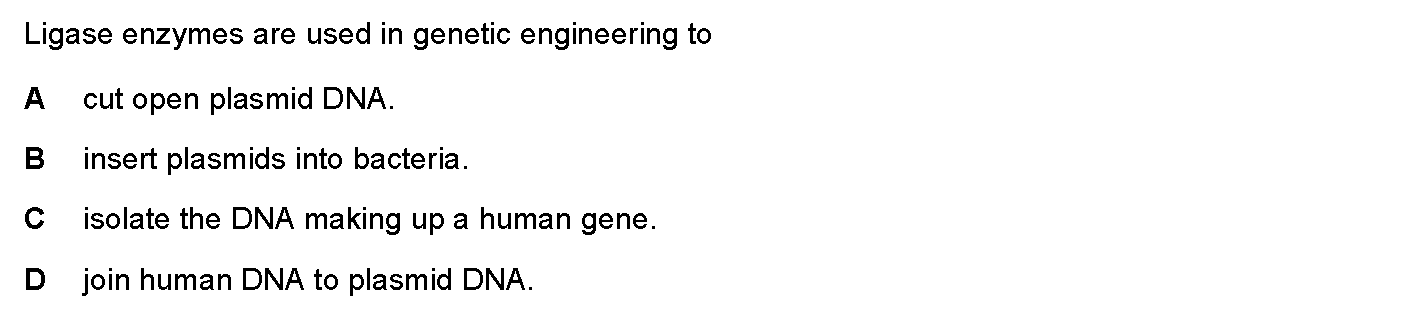 Ligase enzymes are used in genetic engineering to
A cut open plasmid DNA.
B insert plasmids into bacteria.
C isolate the DNA making up a human gene.
D join human DNA to plasmid DNA.